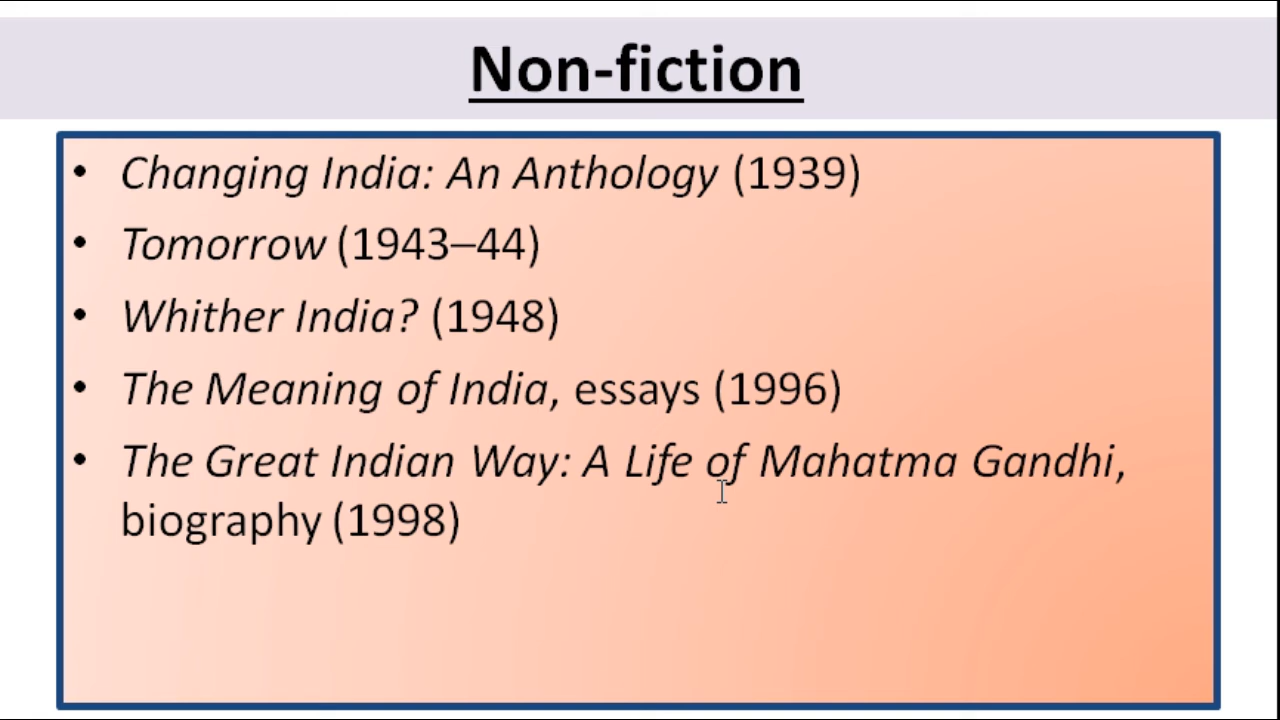 Non-fiction
• Changing India: An Anthology (1939)
• Tomorrow (1943–44)
• Whither India? (1948)
• The Meaning of India, essays (1996)
• The Great Indian Way: A Life of Mahatma Gandhi,
biography (1998)